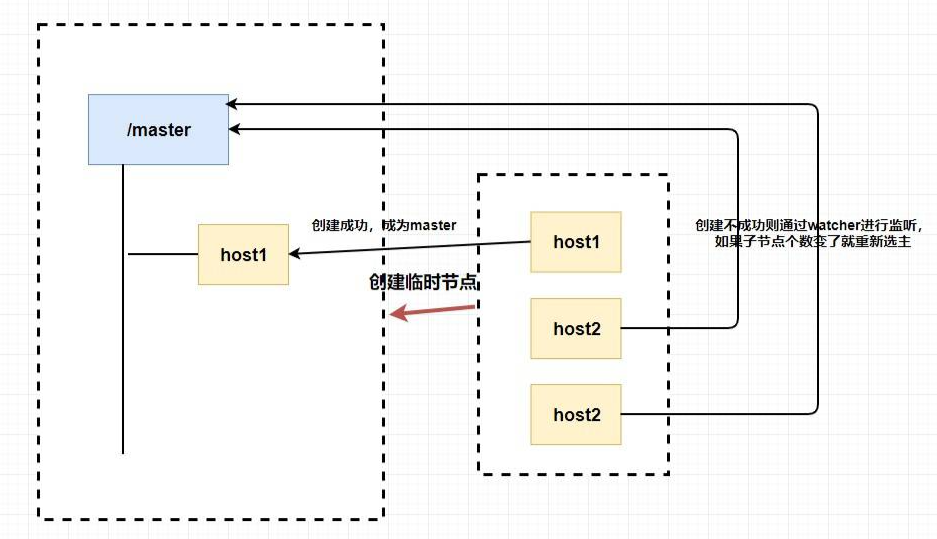 /master
创建成功，成为master
host1
host1
创建不成功则通过watcher进行监听，
如果子节点个数变了就重新选主
创建临时节点
host2
host2